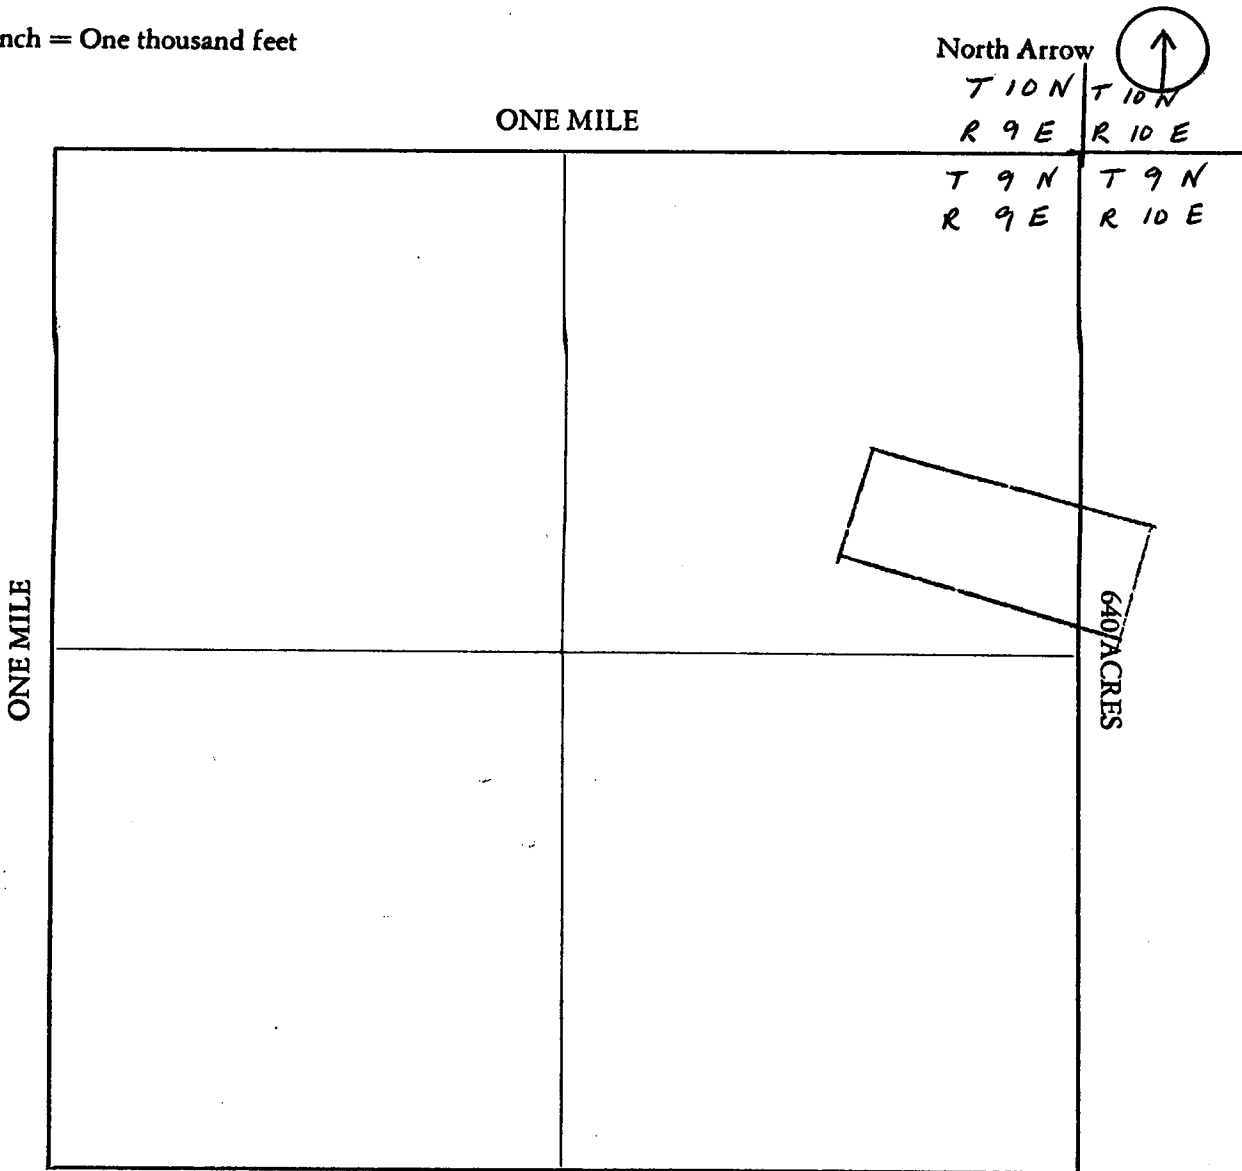 nch = One thousand feet
North Arrow
T 10 N T 10 N
R 9 E R 10 E
ONE MILE
T 9 N T 9 N
R 9 E R 10 E
ONE MILE
640 ACRES